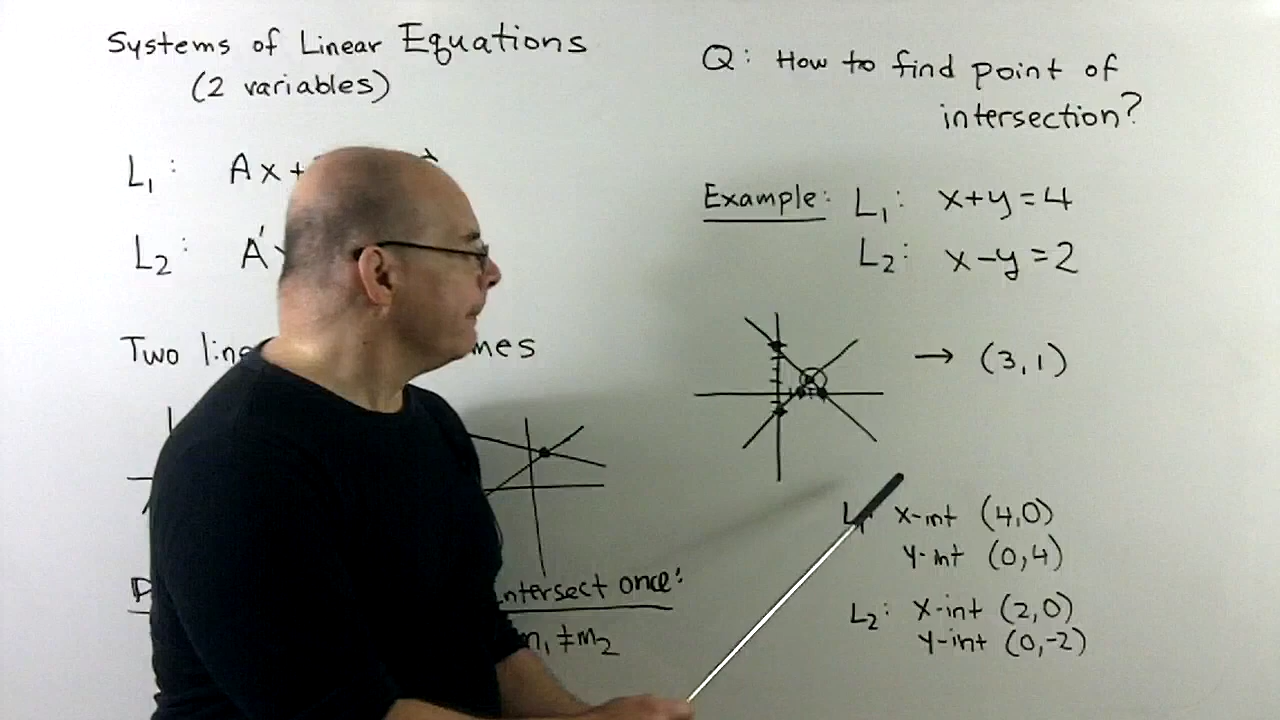 Systems of Linear Equations
(2 variables)
L₁: Ax+
L₂: A'
Two
intersect once:
m₁≠m₂
Q: How to find point of
intersection?
Example: L₁: x+y=4
L₂: x-y=2
→ (3,1)
x-int (4,0)
y-int (0,4)
L₂: x-int (2,0)
y-int (0,-2)